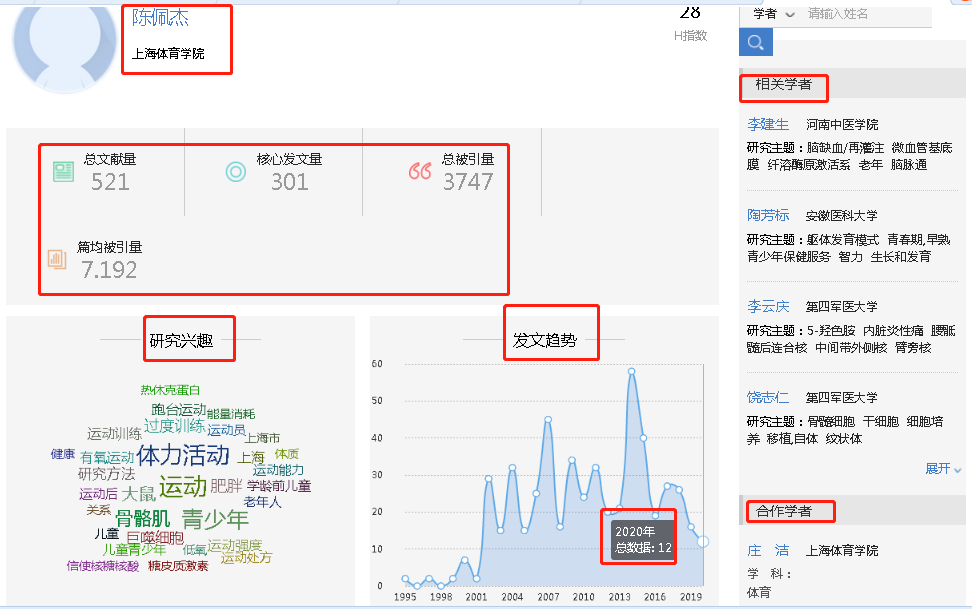 陈佩杰
上海体育学院
28
H指数
学者
请输入姓名
总文献量
521
核心发文量
301
总被引量
3747
篇均被引量
7.192
研究兴趣
热休克蛋白
跑台运动 能量消耗
过度训练 运动员
运动训练 上海市
健康 有氧运动 体力活动 上海 体质
研究方法 运动能力
运动后 大鼠 运动 肥胖 学龄前儿童
老年人
关系 骨骼肌 青少年
儿童 巨噬细胞
儿童青少年 低氧 运动强度
信使核糖核酸 糖皮质激素 运动处方
发文趋势
60
50
40
30
20
10
0
1995 1998 2001 2004 2007 2010 2013 2016 2019
2020年
总数据: 12
相关学者
李建生 河南中医学院
研究主题：脑缺血/再灌注 微血管基底
膜 纤溶酶原激活系 老年 脑脉通
陶芳标 安徽医科大学
研究主题：躯体发育模式 青春期,早熟
青少年保健服务 智力 生长和发育
李云庆 第四军医大学
研究主题：5-羟色胺 内脏炎性痛 腰骶
髓后连合核 中间带外侧核 臂旁核
饶志仁 第四军医大学
研究主题：骨髓细胞 干细胞 细胞培
养 移植,自体 纹状体
展开
合作学者
庄 洁 上海体育学院
学 科：
体育